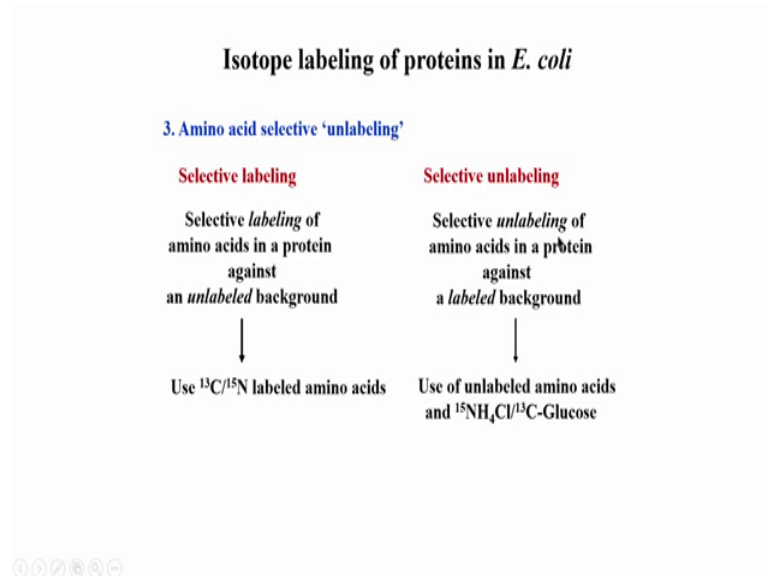 Isotope labeling of proteins in E. coli
3. Amino acid selective ‘unlabeling’
Selective labeling
Selective labeling of
amino acids in a protein
against
an unlabeled background
Use ¹³C/¹⁵N labeled amino acids
Selective unlabeling
Selective unlabeling of
amino acids in a protein
against
a labeled background
Use of unlabeled amino acids
and ¹⁵NH₄Cl/¹³C-Glucose